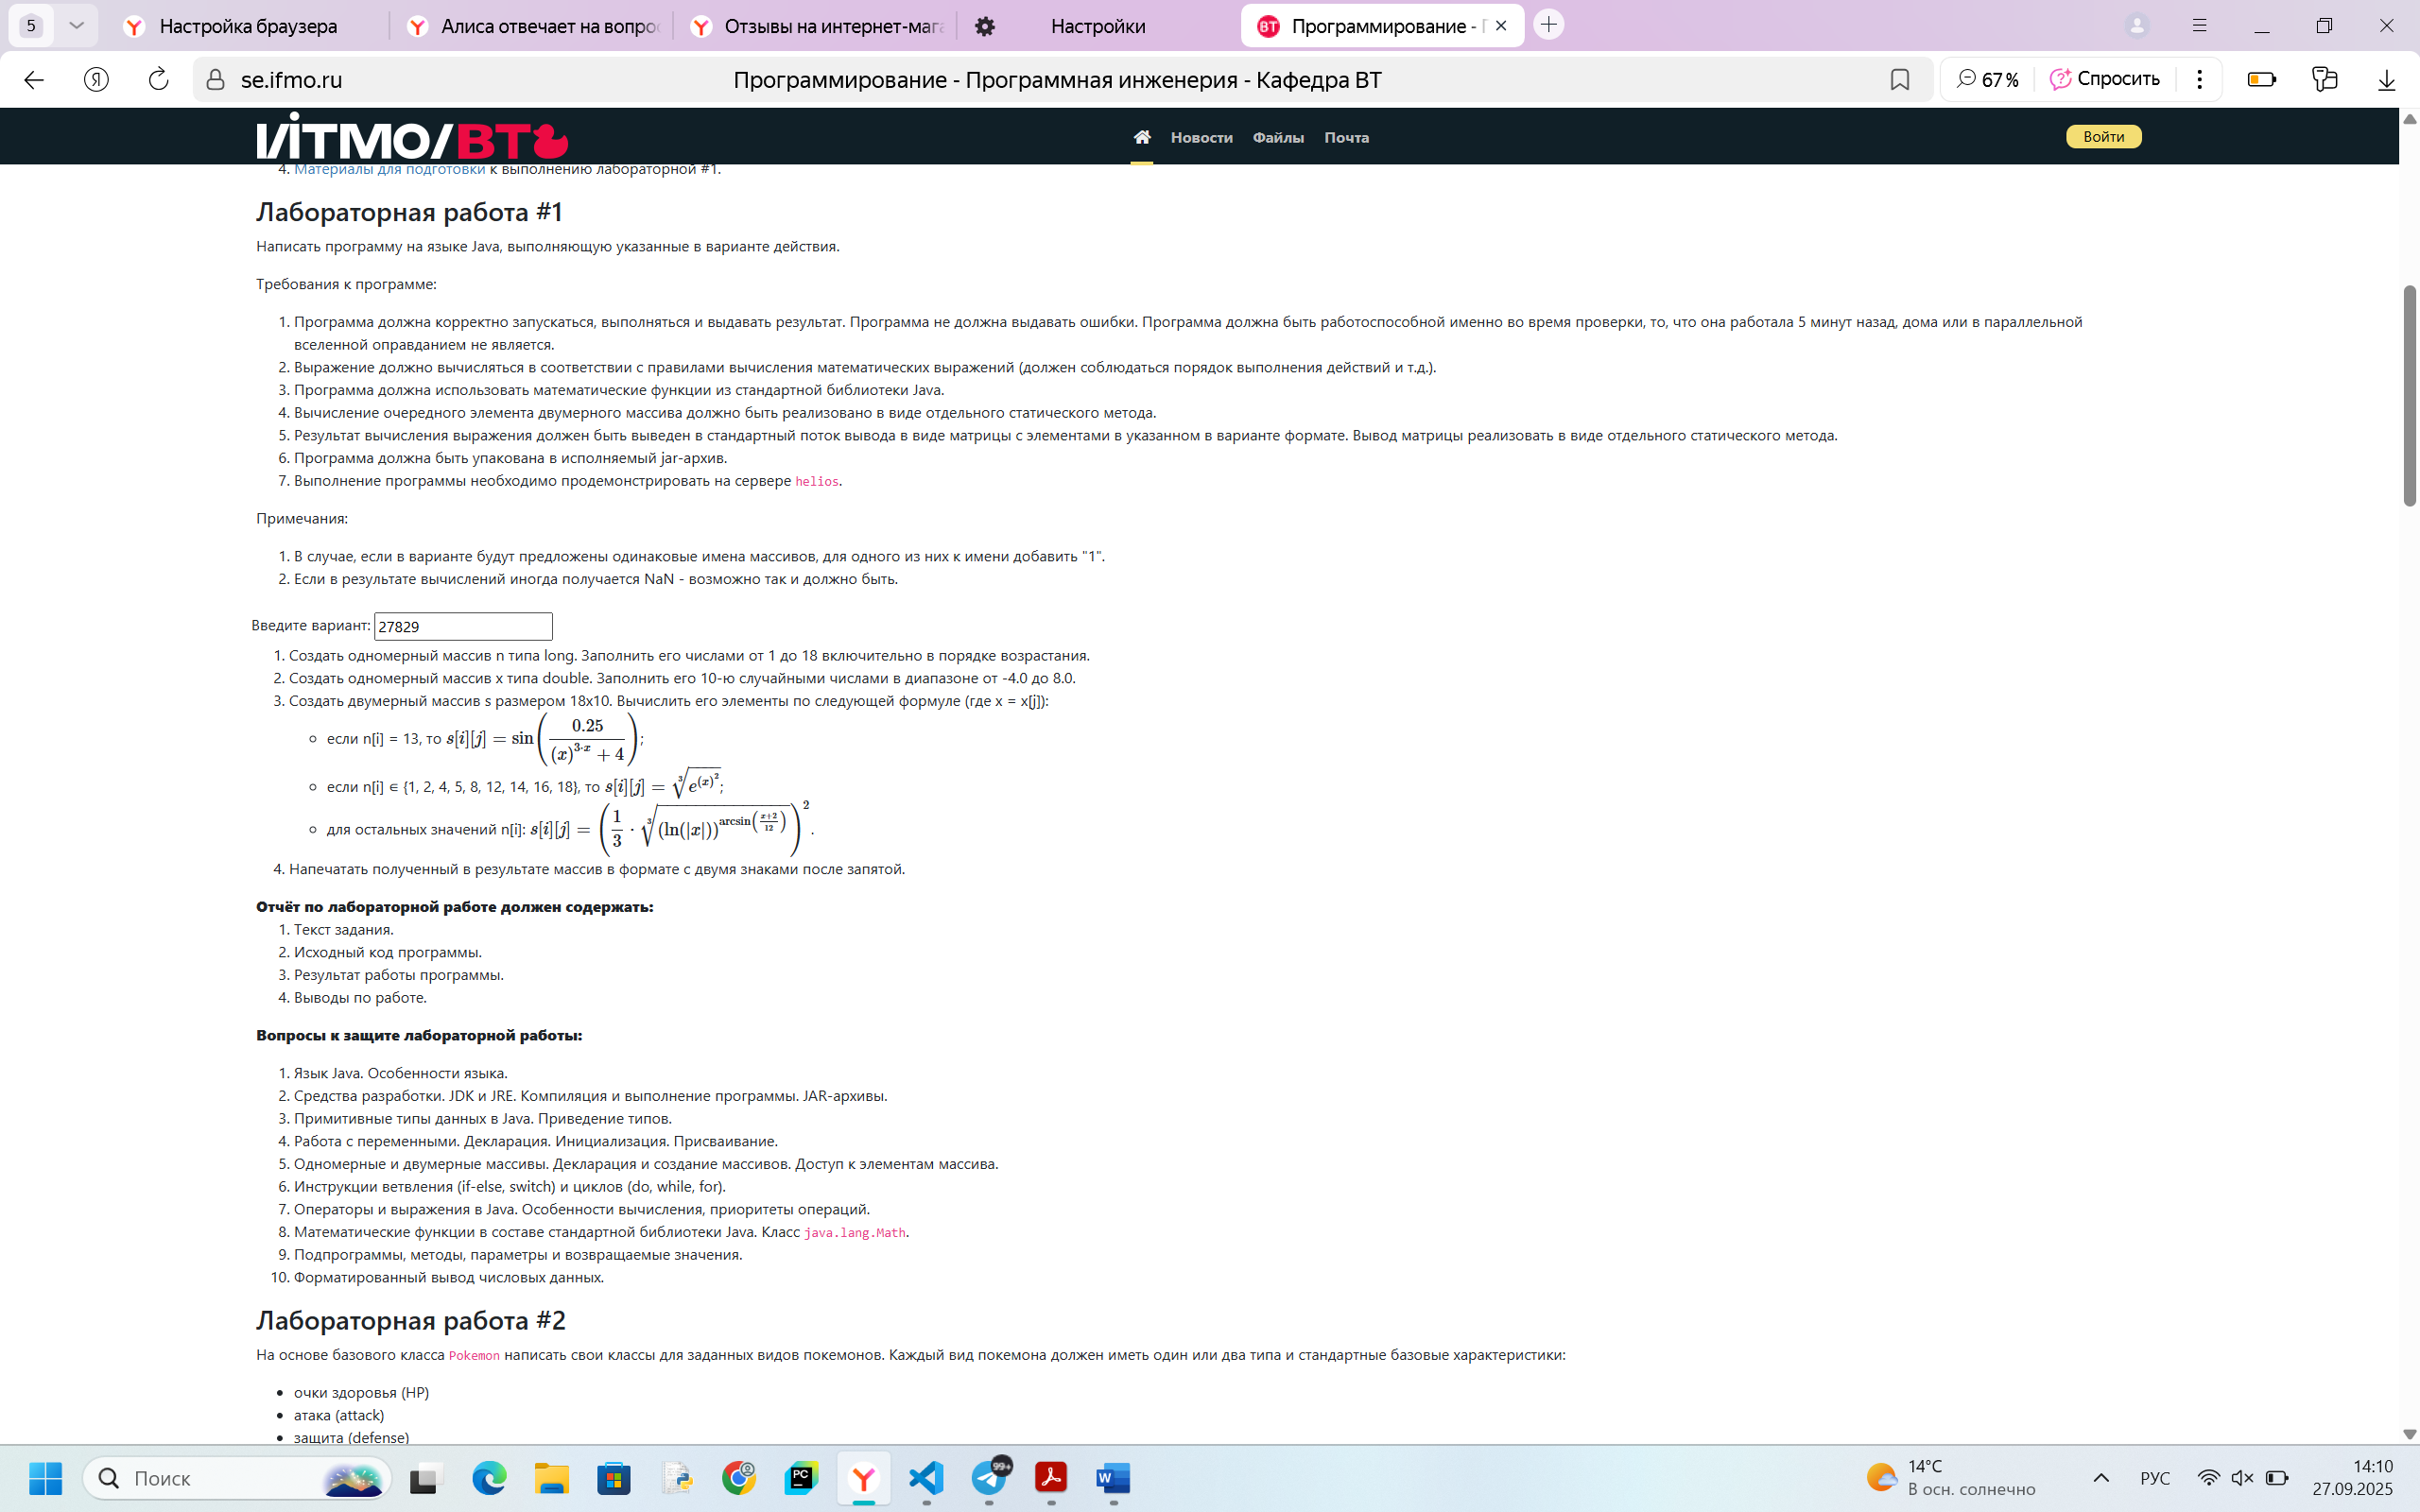 5
Настройка браузера
Алиса отвечает на вопро
Отзывы на интернет-мага
Настройки
ВТ Программирование - П
se.ifmo.ru
Программирование - Программная инженерия - Кафедра ВТ
67 %
Спросить
ИТМО/ВТ
Новости Файлы Почта
Войти
4. Материалы для подготовки к выполнению лабораторной #1.
Лабораторная работа #1
Написать программу на языке Java, выполняющую указанные в варианте действия.
Требования к программе:
1. Программа должна корректно запускаться, выполняться и выдавать результат. Программа не должна выдавать ошибки. Программа должна быть работоспособной именно во время проверки, то, что она работала 5 минут назад, дома или в параллельной
вселенной оправданием не является.
2. Выражение должно вычисляться в соответствии с правилами вычисления математических выражений (должен соблюдаться порядок выполнения действий и т.д.).
3. Программа должна использовать математические функции из стандартной библиотеки Java.
4. Вычисление очередного элемента двумерного массива должно быть реализовано в виде отдельного статического метода.
5. Результат вычисления выражения должен быть выведен в стандартный поток вывода в виде матрицы с элементами в указанном в варианте формате. Вывод матрицы реализовать в виде отдельного статического метода.
6. Программа должна быть упакована в исполняемый jar-архив.
7. Выполнение программы необходимо продемонстрировать на сервере helios.
Примечания:
1. В случае, если в варианте будут предложены одинаковые имена массивов, для одного из них к имени добавить "1".
2. Если в результате вычислений иногда получается NaN - возможно так и должно быть.
Введите вариант: 27829
1. Создать одномерный массив n типа long. Заполнить его числами от 1 до 18 включительно в порядке возрастания.
2. Создать одномерный массив x типа double. Заполнить его 10-ю случайными числами в диапазоне от -4.0 до 8.0.
3. Создать двумерный массив s размером 18x10. Вычислить его элементы по следующей формуле (где x = x[j]):
если n[i] = 13, то s[i][j] = sin(0.25 / ((x)^(3·x) + 4));
если n[i] ∈ {1, 2, 4, 5, 8, 12, 14, 16, 18}, то s[i][j] = ∛(e^((x)^2));
для остальных значений n[i]: s[i][j] = (1/3 · ∛((ln(|x|))^(arcsin((x+2)/12))))^2.
4. Напечатать полученный в результате массив в формате с двумя знаками после запятой.
Отчёт по лабораторной работе должен содержать:
1. Текст задания.
2. Исходный код программы.
3. Результат работы программы.
4. Выводы по работе.
Вопросы к защите лабораторной работы:
1. Язык Java. Особенности языка.
2. Средства разработки. JDK и JRE. Компиляция и выполнение программы. JAR-архивы.
3. Примитивные типы данных в Java. Приведение типов.
4. Работа с переменными. Декларация. Инициализация. Присваивание.
5. Одномерные и двумерные массивы. Декларация и создание массивов. Доступ к элементам массива.
6. Инструкции ветвления (if-else, switch) и циклов (do, while, for).
7. Операторы и выражения в Java. Особенности вычисления, приоритеты операций.
8. Математические функции в составе стандартной библиотеки Java. Класс java.lang.Math.
9. Подпрограммы, методы, параметры и возвращаемые значения.
10. Форматированный вывод числовых данных.
Лабораторная работа #2
На основе базового класса Pokemon написать свои классы для заданных видов покемонов. Каждый вид покемона должен иметь один или два типа и стандартные базовые характеристики:
очки здоровья (HP)
атака (attack)
защита (defense)
Поиск
PC
99+
W
14°C
В осн. солнечно
РУС
14:10
27.09.2025